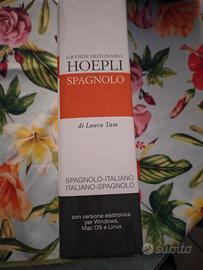 GRANDE DIZIONARIO
HOEPLI
SPAGNOLO
di Laura Tam
SPAGNOLO-ITALIANO
ITALIANO-SPAGNOLO
con versione elettronica
per Windows,
Mac OS e Linux
subito